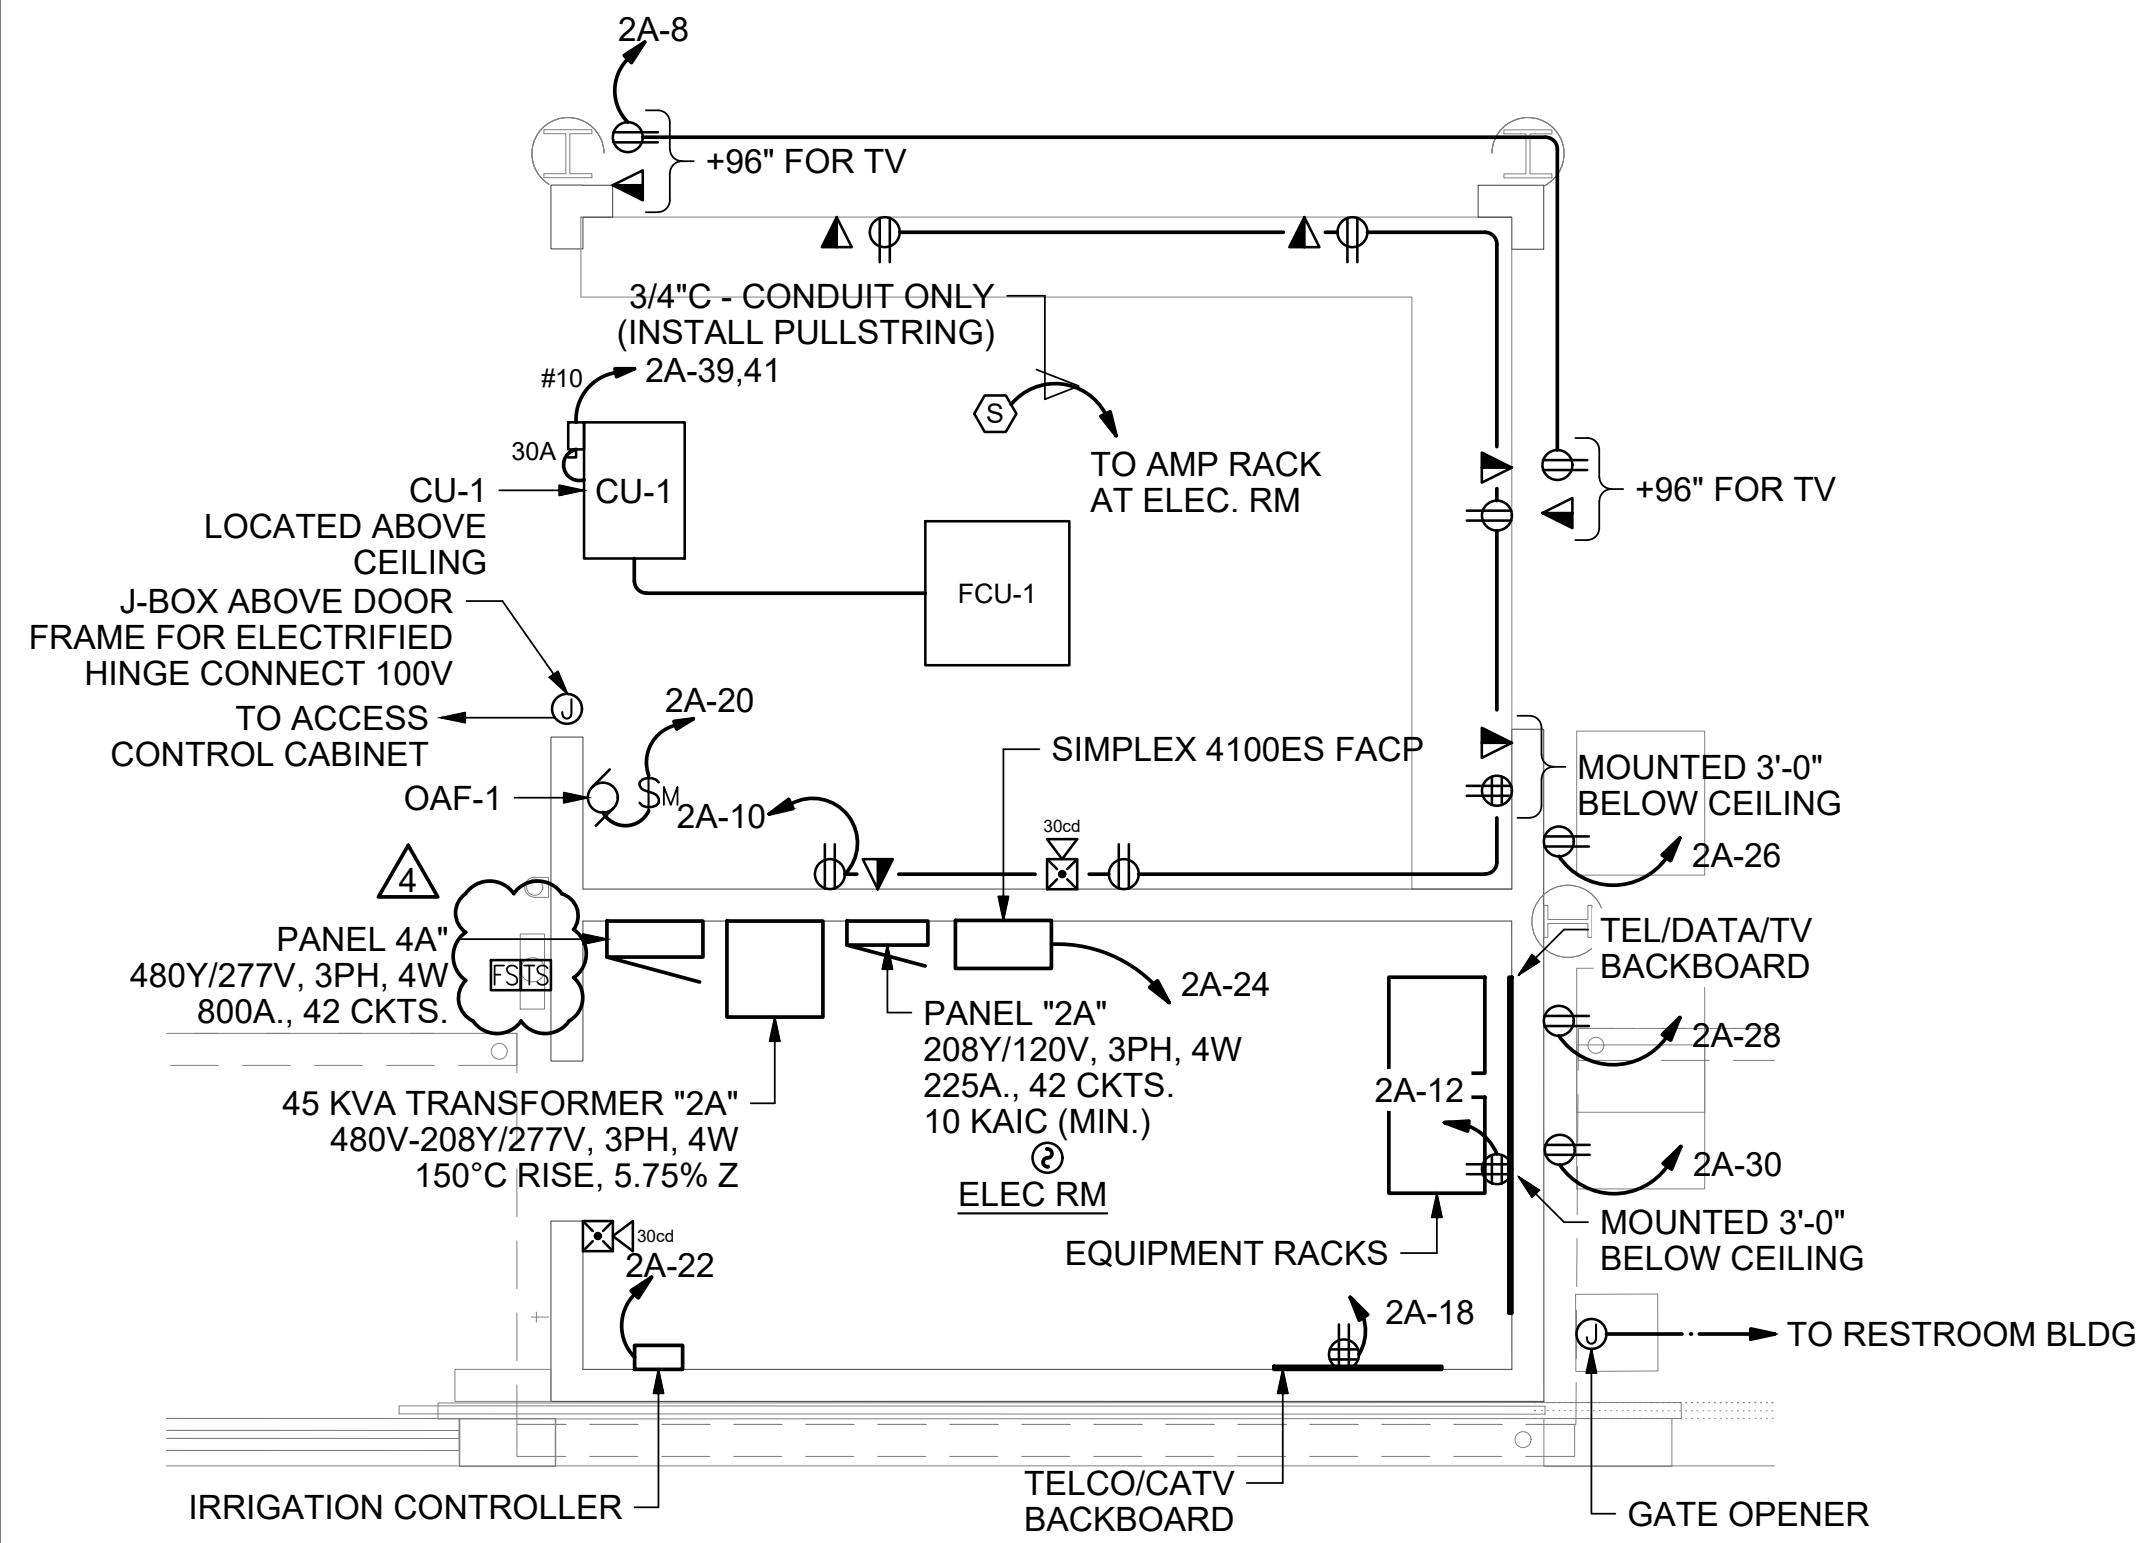 2A-8
+96" FOR TV
3/4"C - CONDUIT ONLY
(INSTALL PULLSTRING)
#10
2A-39,41
S
30A
TO AMP RACK
AT ELEC. RM
+96" FOR TV
CU-1
LOCATED ABOVE
CEILING
CU-1
FCU-1
J-BOX ABOVE DOOR
FRAME FOR ELECTRIFIED
HINGE CONNECT 100V
J
TO ACCESS
CONTROL CABINET
2A-20
SIMPLEX 4100ES FACP
MOUNTED 3'-0"
BELOW CEILING
OAF-1
SM
2A-10
30cd
2A-26
4
PANEL 4A"
480Y/277V, 3PH, 4W
800A., 42 CKTS.
FS TS
TEL/DATA/TV
BACKBOARD
2A-24
PANEL "2A"
208Y/120V, 3PH, 4W
225A., 42 CKTS.
10 KAIC (MIN.)
2A-28
2A-12
45 KVA TRANSFORMER "2A"
480V-208Y/277V, 3PH, 4W
150°C RISE, 5.75% Z
2A-30
ELEC RM
MOUNTED 3'-0"
BELOW CEILING
30cd
EQUIPMENT RACKS
2A-22
2A-18
J
TO RESTROOM BLDG
IRRIGATION CONTROLLER
TELCO/CATV
BACKBOARD
GATE OPENER